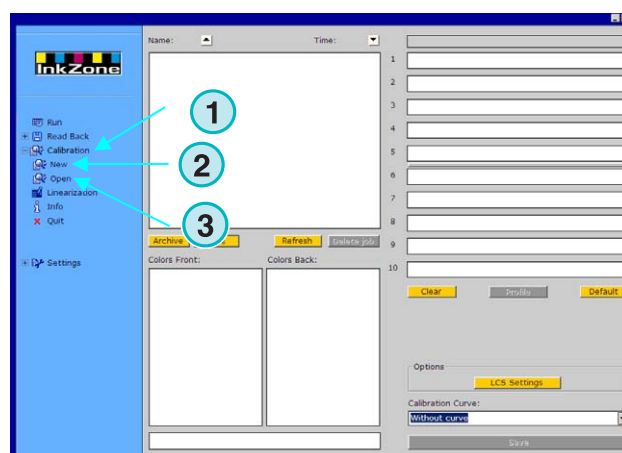 InkZone
Run
Read Back
Calibration
New
Open
Linearization
Info
Quit
Settings
Name:
Time:
1
2
3
Archive
Refresh
Delete job
Colors Front:
Colors Back:
1
2
3
4
5
6
7
8
9
10
Clear
Profile
Default
Options
LCS Settings
Calibration Curve:
Without curve
Save